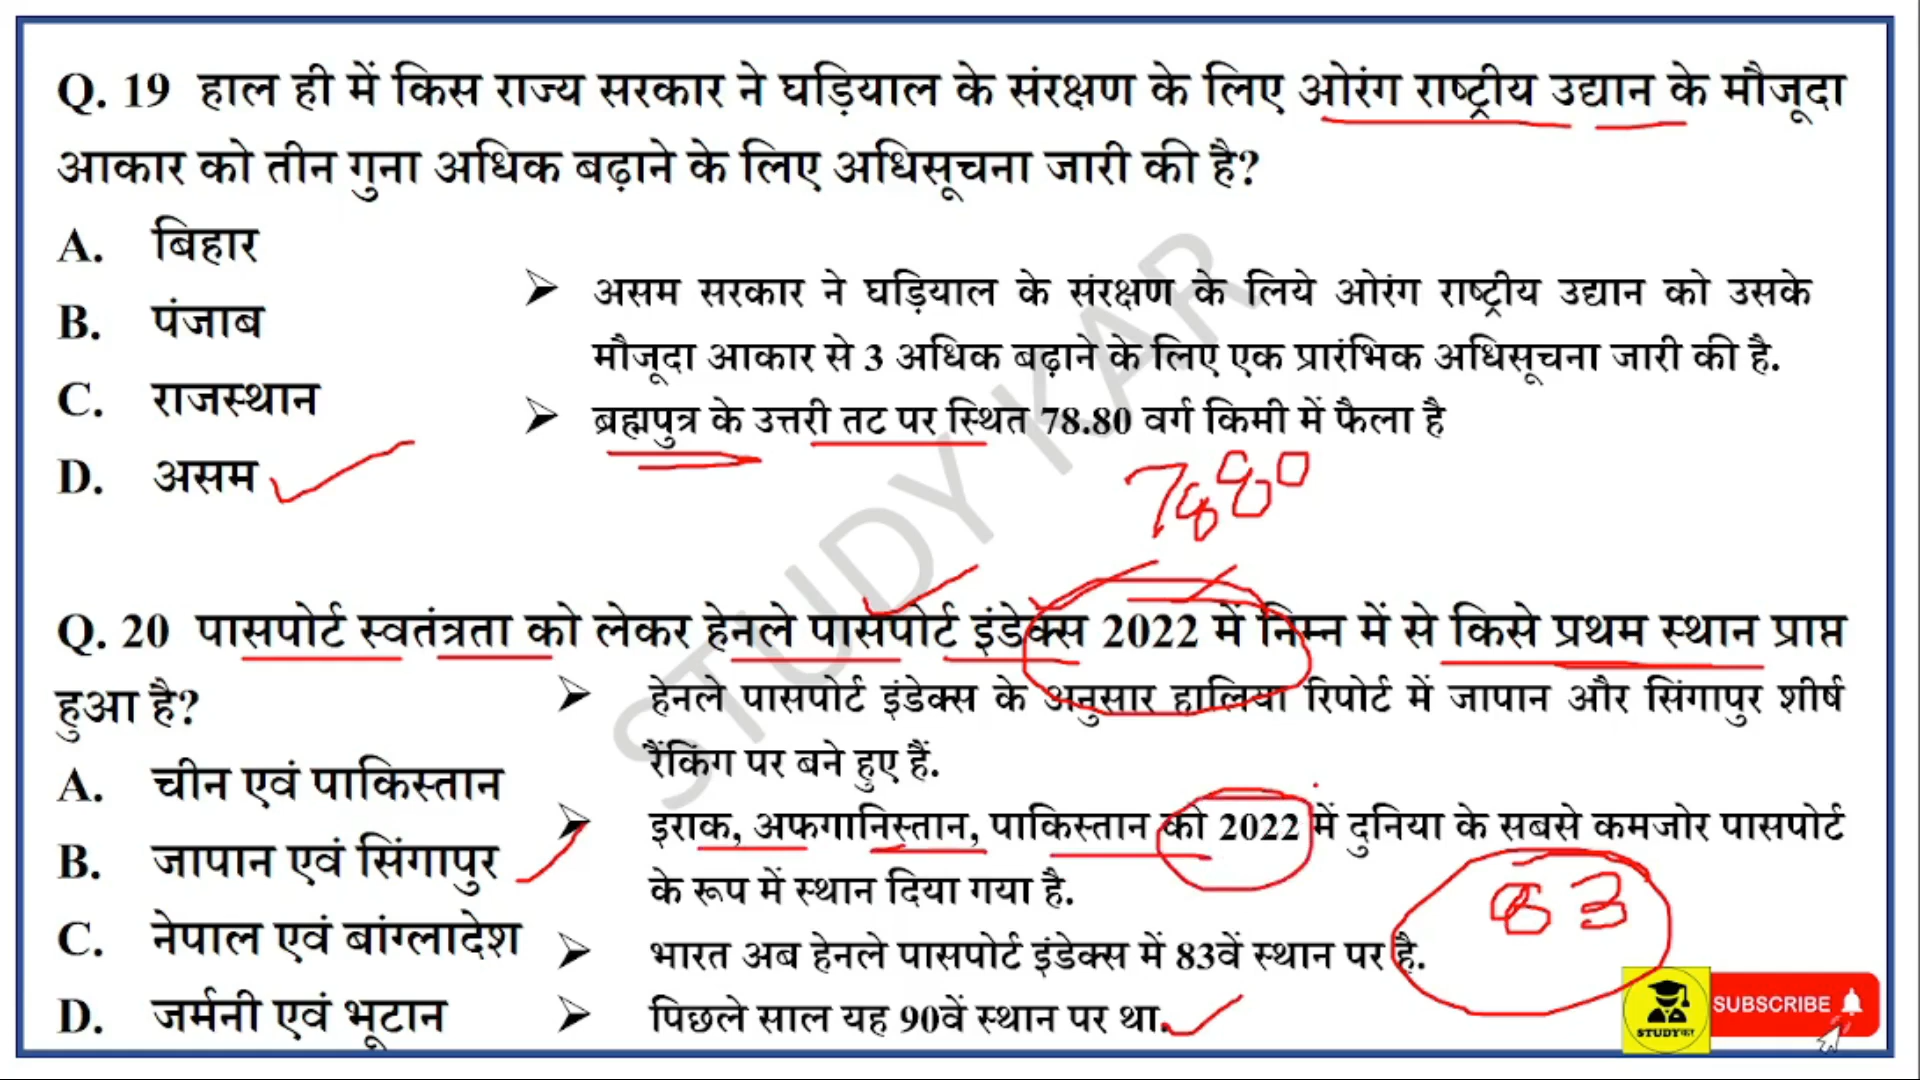 Q. 19 हाल ही में किस राज्य सरकार ने घड़ियाल के संरक्षण के लिए ओरंग राष्ट्रीय उद्यान के मौजूदा
आकार को तीन गुना अधिक बढ़ाने के लिए अधिसूचना जारी की है?
A. बिहार
B. पंजाब
C. राजस्थान
D. असम
➢ असम सरकार ने घड़ियाल के संरक्षण के लिये ओरंग राष्ट्रीय उद्यान को उसके
मौजूदा आकार से 3 अधिक बढ़ाने के लिए एक प्रारंभिक अधिसूचना जारी की है.
➢ ब्रह्मपुत्र के उत्तरी तट पर स्थित 78.80 वर्ग किमी में फैला है
7880
STUDY KAR
Q. 20 पासपोर्ट स्वतंत्रता को लेकर हेनले पासपोर्ट इंडेक्स 2022 में निम्न में से किसे प्रथम स्थान प्राप्त
हुआ है?
A. चीन एवं पाकिस्तान
B. जापान एवं सिंगापुर
C. नेपाल एवं बांग्लादेश
D. जर्मनी एवं भूटान
➢ हेनले पासपोर्ट इंडेक्स के अनुसार हालिया रिपोर्ट में जापान और सिंगापुर शीर्ष
रैंकिंग पर बने हुए हैं.
➢ इराक, अफगानिस्तान, पाकिस्तान को 2022 में दुनिया के सबसे कमजोर पासपोर्ट
के रूप में स्थान दिया गया है.
83
➢ भारत अब हेनले पासपोर्ट इंडेक्स में 83वें स्थान पर है.
➢ पिछले साल यह 90वें स्थान पर था.
STUDYकर
SUBSCRIBE